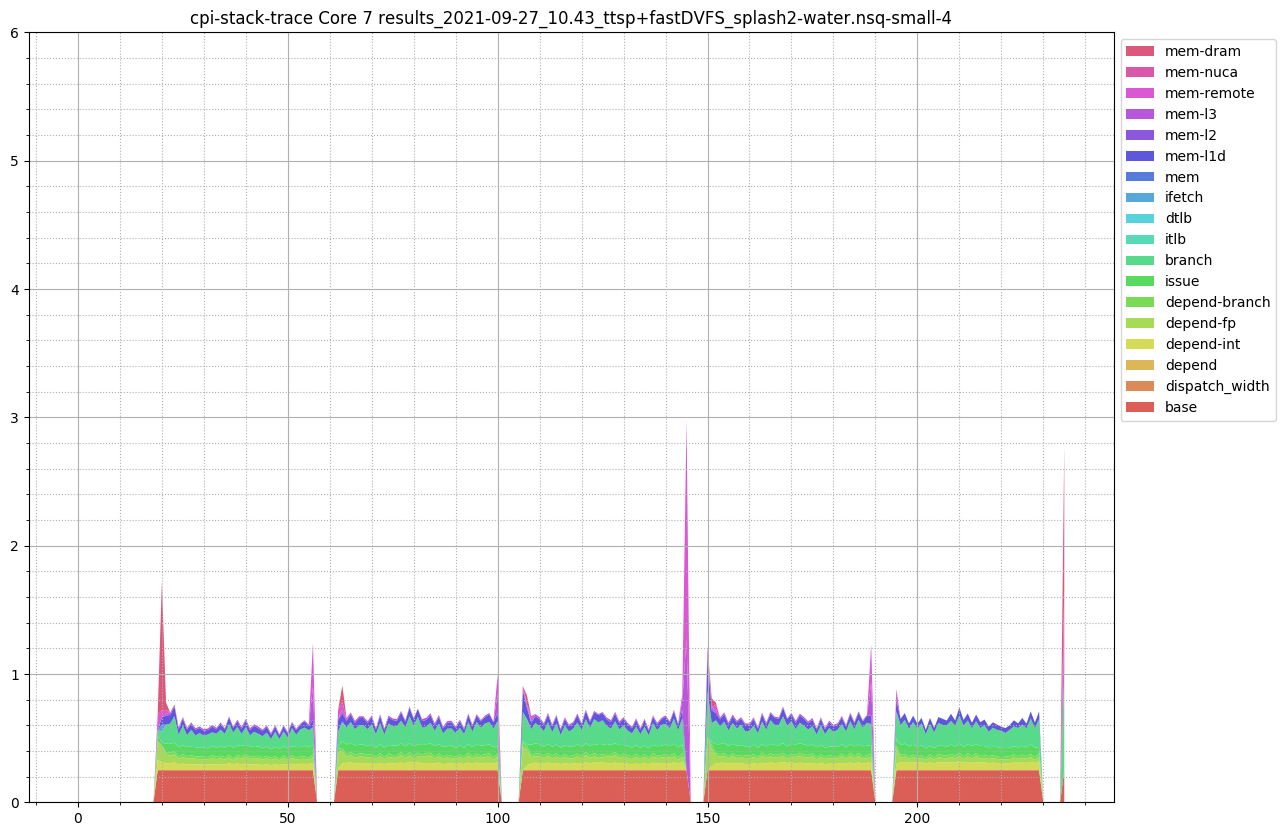 cpi-stack-trace Core 7 results_2021-09-27_10.43_ttsp+fastDVFS_splash2-water.nsq-small-4
6
5
4
3
2
1
0
0 50 100 150 200
mem-dram
mem-nuca
mem-remote
mem-l3
mem-l2
mem-l1d
mem
ifetch
dtlb
itlb
branch
issue
depend-branch
depend-fp
depend-int
depend
dispatch_width
base